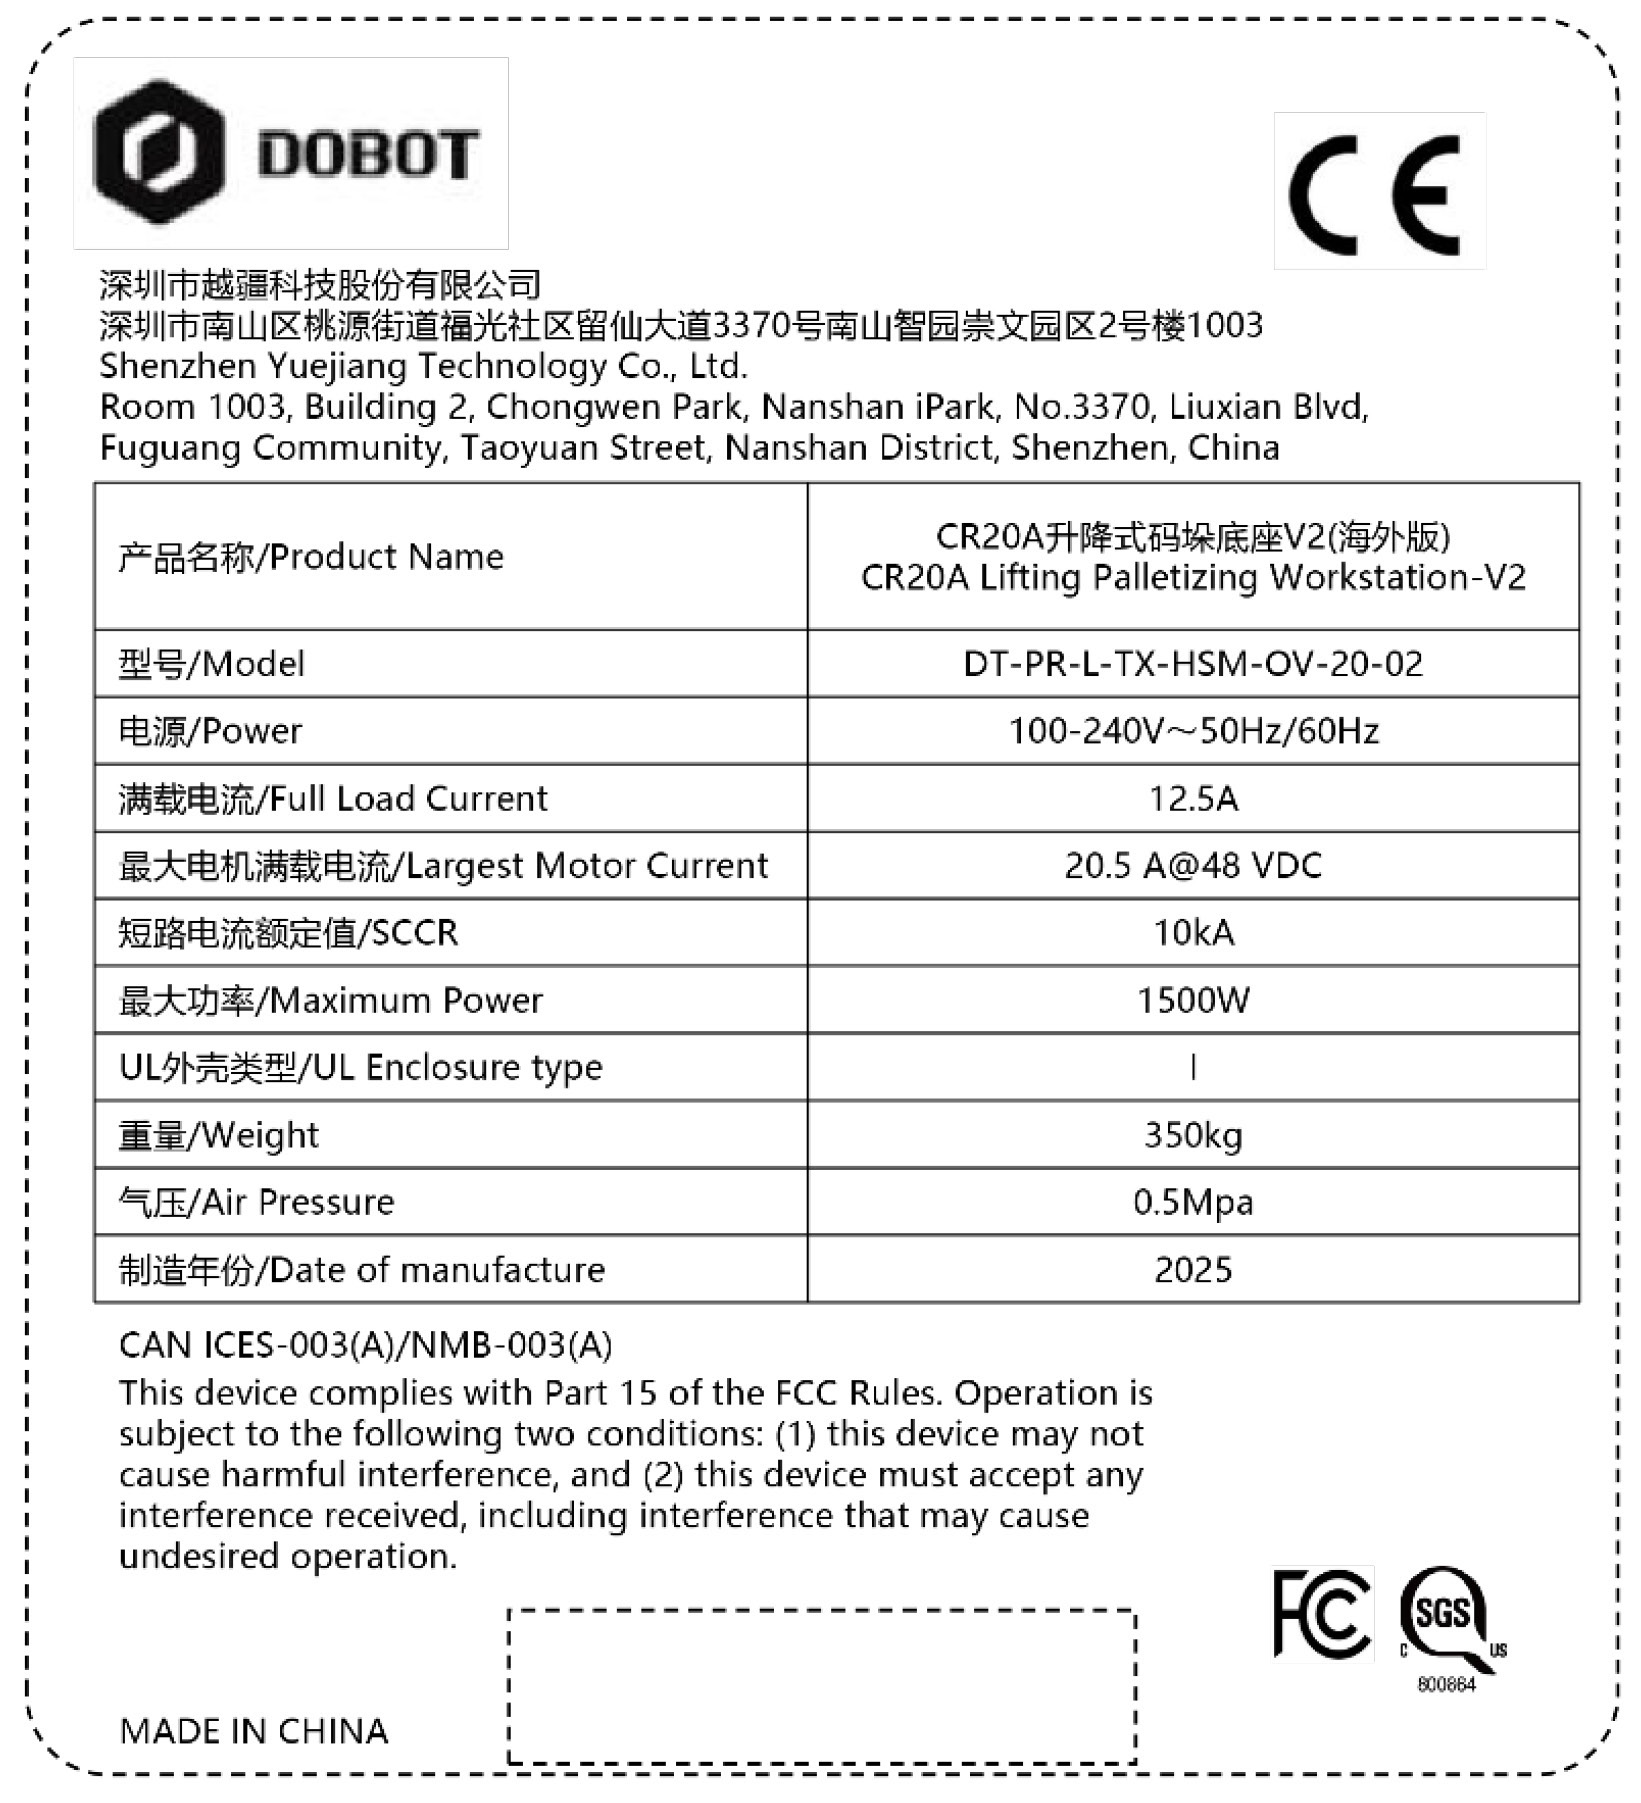 DOBOT
CE
深圳市越疆科技股份有限公司
深圳市南山区桃源街道福光社区留仙大道3370号南山智园崇文园区2号楼1003
Shenzhen Yuejiang Technology Co., Ltd.
Room 1003, Building 2, Chongwen Park, Nanshan iPark, No.3370, Liuxian Blvd,
Fuguang Community, Taoyuan Street, Nanshan District, Shenzhen, China
产品名称/Product Name
CR20A升降式码垛底座V2(海外版)
CR20A Lifting Palletizing Workstation-V2
型号/Model DT-PR-L-TX-HSM-OV-20-02
电源/Power 100-240V～50Hz/60Hz
满载电流/Full Load Current 12.5A
最大电机满载电流/Largest Motor Current 20.5 A@48 VDC
短路电流额定值/SCCR 10kA
最大功率/Maximum Power 1500W
UL外壳类型/UL Enclosure type I
重量/Weight 350kg
气压/Air Pressure 0.5Mpa
制造年份/Date of manufacture 2025
CAN ICES-003(A)/NMB-003(A)
This device complies with Part 15 of the FCC Rules. Operation is
subject to the following two conditions: (1) this device may not
cause harmful interference, and (2) this device must accept any
interference received, including interference that may cause
undesired operation.
FC
SGS
C US
800864
MADE IN CHINA